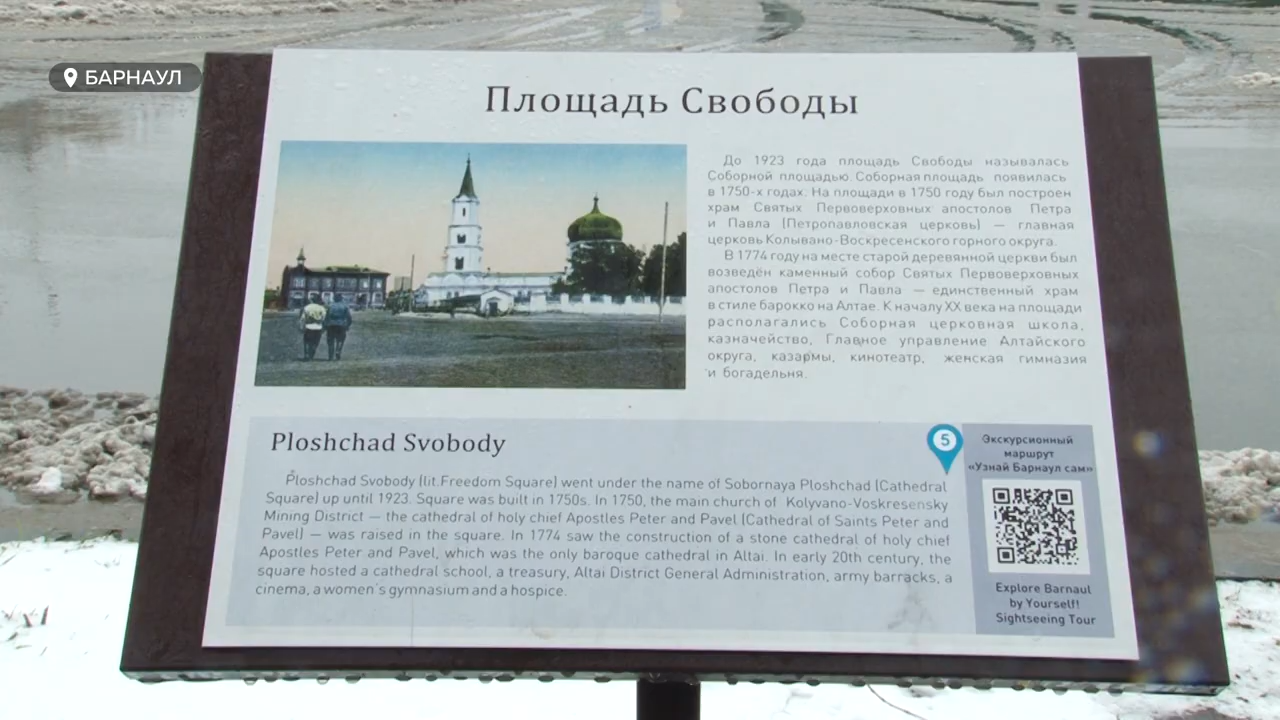 БАРНАУЛ
Площадь Свободы
До 1923 года площадь Свободы называлась
Соборной площадью. Соборная площадь появилась
в 1750-х годах. На площади в 1750 году был построен
храм Святых Первоверховных апостолов Петра
и Павла (Петропавловская церковь) — главная
церковь Колывано-Воскресенского горного округа.
В 1774 году на месте старой деревянной церкви был
возведён каменный собор Святых Первоверховных
апостолов Петра и Павла — единственный храм
в стиле барокко на Алтае. К началу XX века на площади
располагались Соборная церковная школа,
казначейство, Главное управление Алтайского
округа, казармы, кинотеатр, женская гимназия
и богадельня.
Ploshchad Svobody
Ploshchad Svobody (lit.Freedom Square) went under the name of Sobornaya Ploshchad (Cathedral
Square) up until 1923. Square was built in 1750s. In 1750, the main church of Kolyvano-Voskresensky
Mining District — the cathedral of holy chief Apostles Peter and Pavel (Cathedral of Saints Peter and
Pavel) — was raised in the square. In 1774 saw the construction of a stone cathedral of holy chief
Apostles Peter and Pavel, which was the only baroque cathedral in Altai. In early 20th century, the
square hosted a cathedral school, a treasury, Altai District General Administration, army barracks, a
cinema, a women's gymnasium and a hospice.
5
Экскурсионный
маршрут
«Узнай Барнаул сам»
Explore Barnaul
by Yourself!
Sightseeing Tour